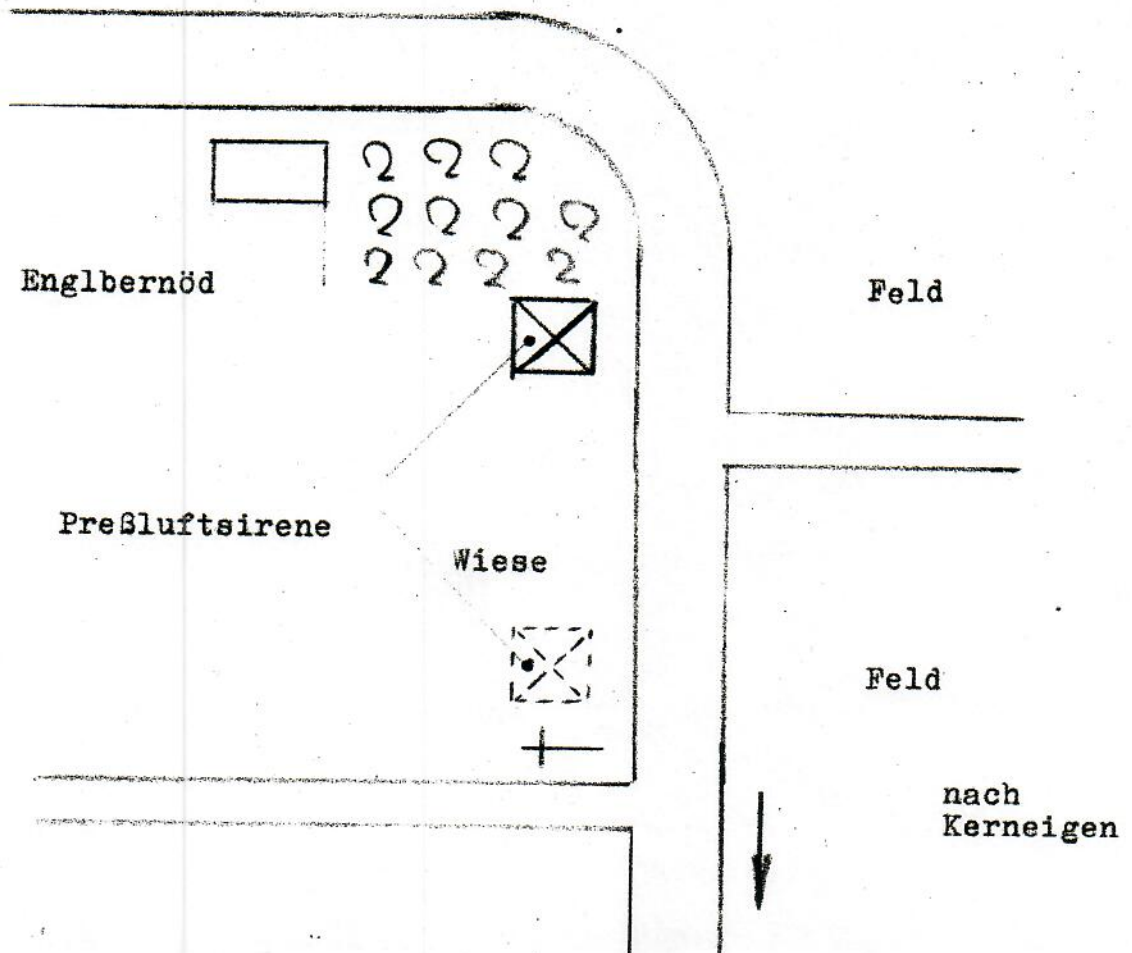 Englbernöd
Feld
Preßluftsirene
Wiese
Feld
nach
Kerneigen